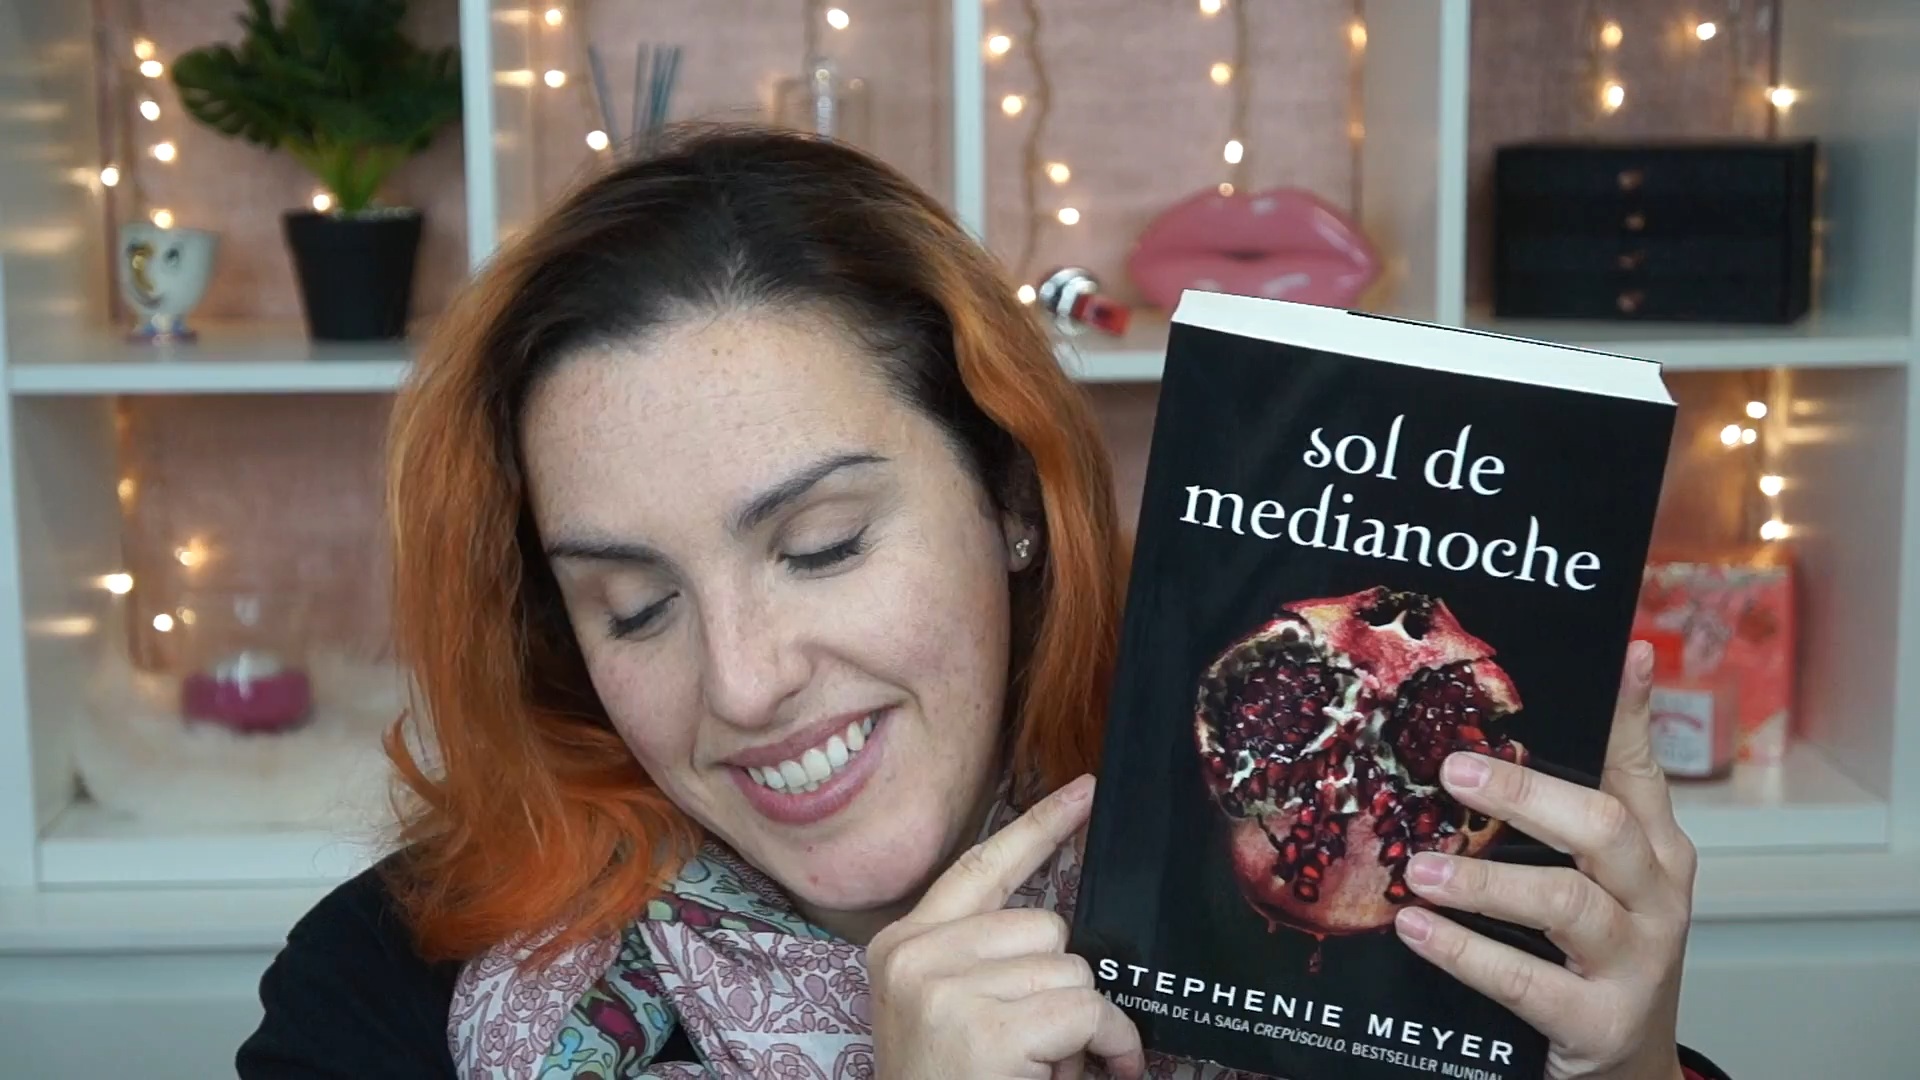 sol de
medianoche
STEPHENIE MEYER
LA AUTORA DE LA SAGA CREPÚSCULO. BESTSELLER MUNDIAL